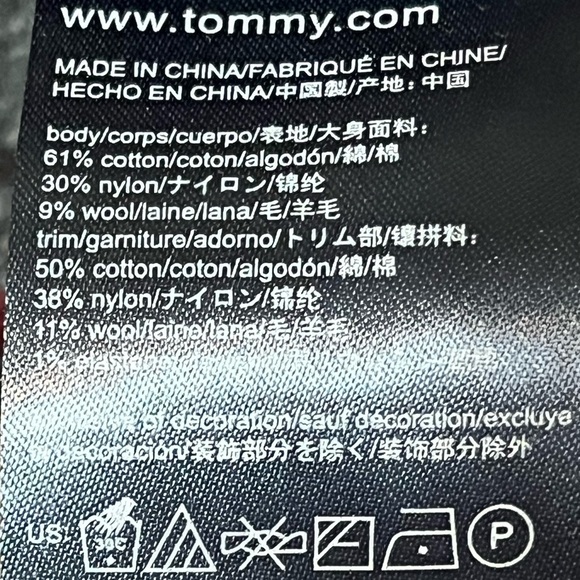 www.tommy.com
MADE IN CHINA/FABRIQUÉ EN CHINE/
HECHO EN CHINA/中国製/产地: 中国
body/corps/cuerpo/表地/大身面料:
61% cotton/coton/algodón/綿/棉
30% nylon/ナイロン/锦纶
9% wool/laine/lana/毛/羊毛
trim/garniture/adorno/トリム部/镶拼料:
50% cotton/coton/algodón/綿/棉
38% nylon/ナイロン/锦纶
11% wool/laine/lana/毛/羊毛
1%
of decoration/sauf décoration/excluye
decoración/装飾部分を除く/装饰部分除外
US:
P